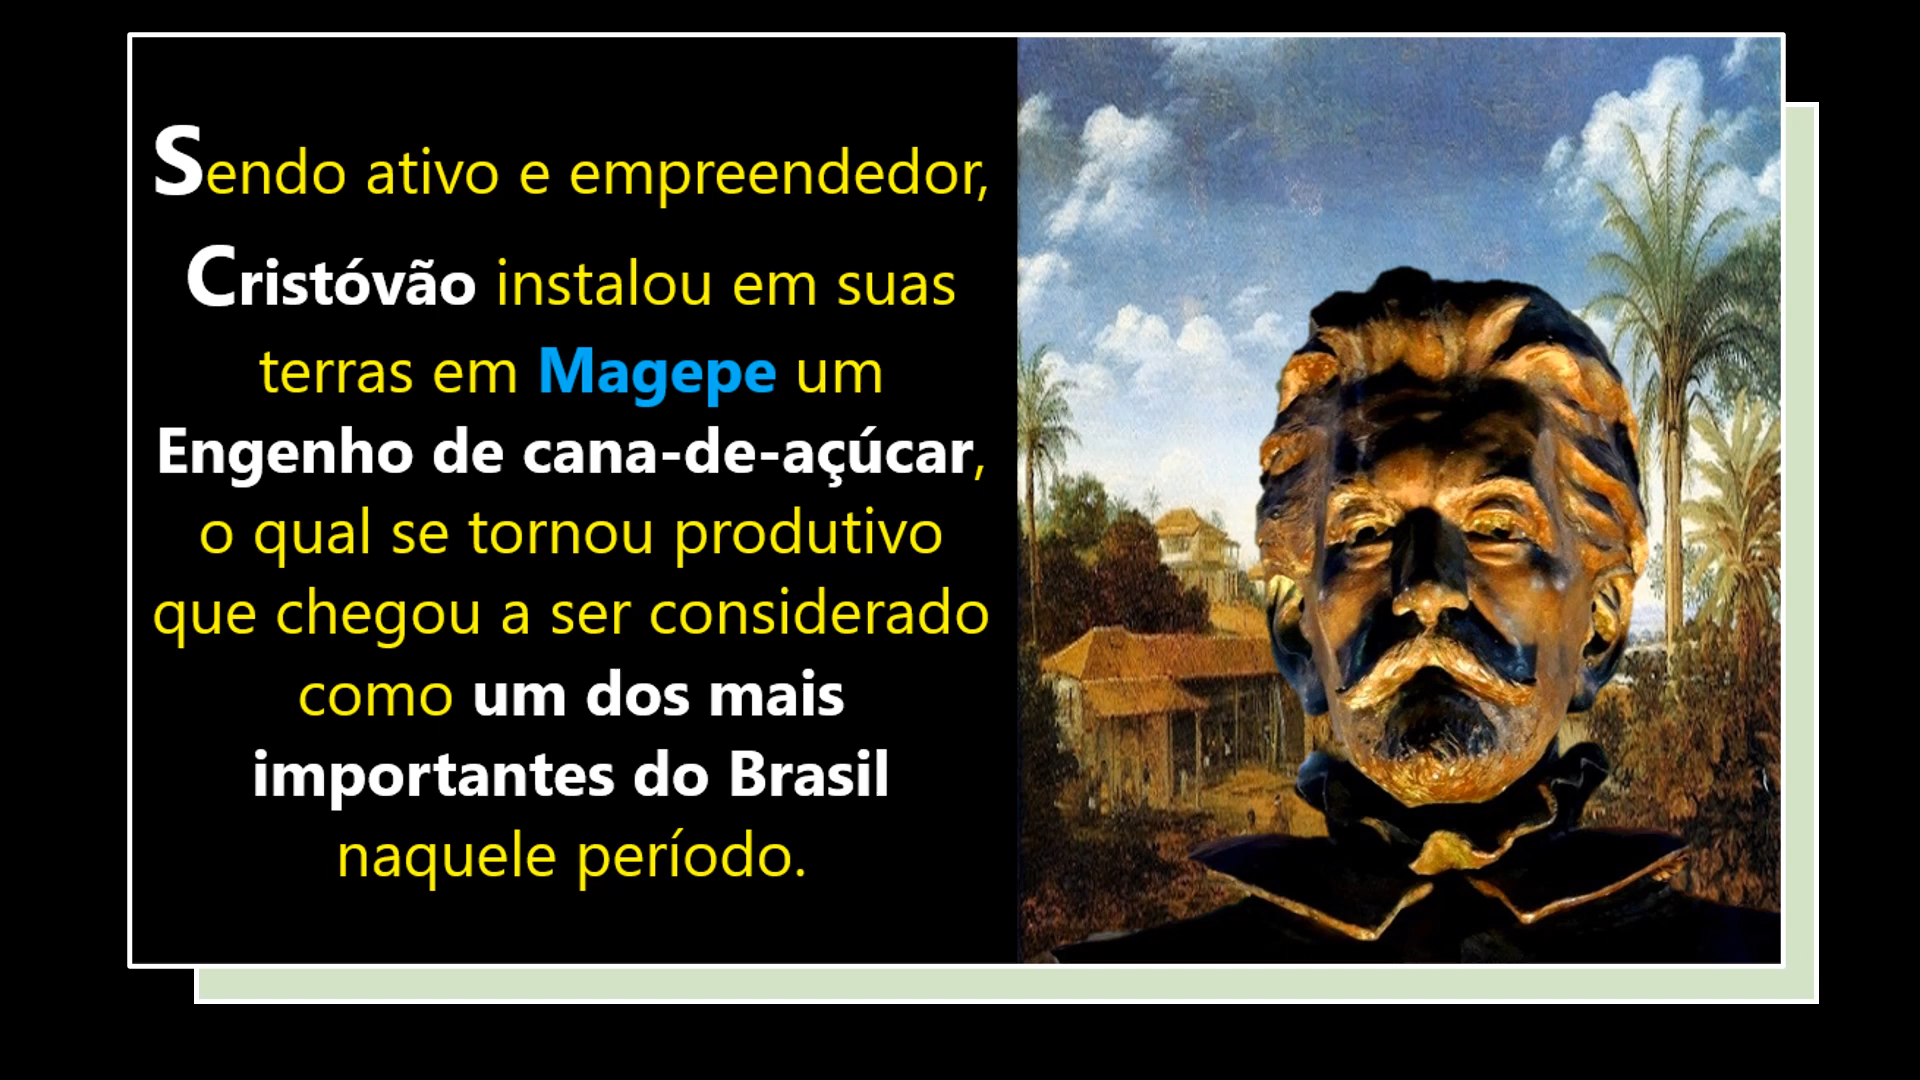 Sendo ativo e empreendedor,
Cristóvão instalou em suas
terras em Magepe um
Engenho de cana-de-açúcar,
o qual se tornou produtivo
que chegou a ser considerado
como um dos mais
importantes do Brasil
naquele período.